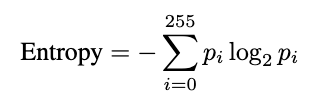 Entropy = − ∑_{i=0}^{255} p_i log_2 p_i